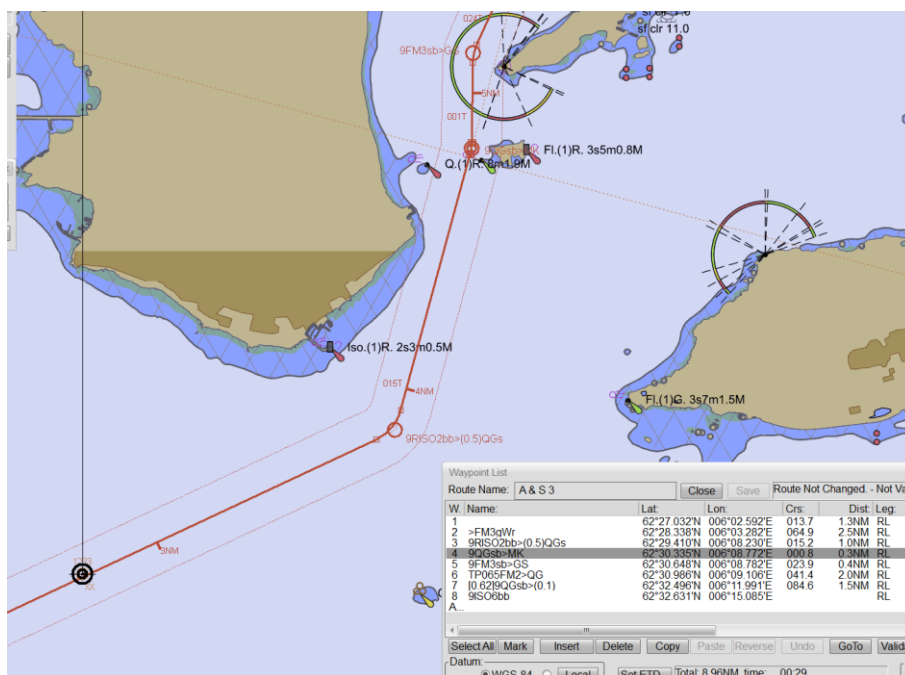 sf clr 11.0
024T
9FM3sb>GS
5NM
001T
Fl.(1)R. 3s5m0.8M
Q.(1)R. 8m1.9M
Iso.(1)R. 2s3m0.5M
015T
4NM
Fl.(1)G. 3s7m1.5M
9RISO2bb>(0.5)QGs
3NM
Waypoint List
Route Name: A & S 3 Close Save Route Not Changed. - Not Va
W. Name: Lat: Lon: Crs: Dist: Leg:
1 62°27.032'N 006°02.592'E 013.7 1.3NM RL
2 >FM3gWr 62°28.338'N 006°03.282'E 064.9 2.5NM RL
3 9RISO2bb>(0.5)QGs 62°29.410'N 006°08.230'E 015.2 1.0NM RL
4 9QGsb>MK 62°30.335'N 006°08.772'E 000.8 0.3NM RL
5 9FM3sb>GS 62°30.648'N 006°08.782'E 023.9 0.4NM RL
6 TP065FM2>QG 62°30.986'N 006°09.106'E 041.4 2.0NM RL
7 [0.62]9QGsb>(0.1) 62°32.496'N 006°11.991'E 084.6 1.5NM RL
8 9ISO6bb 62°32.631'N 006°15.085'E RL
A...
Select All Mark Insert Delete Copy Paste Reverse Undo GoTo Valid
Datum:
WGS-84 Local Set ETD Total: 8.96NM, time: 00:29